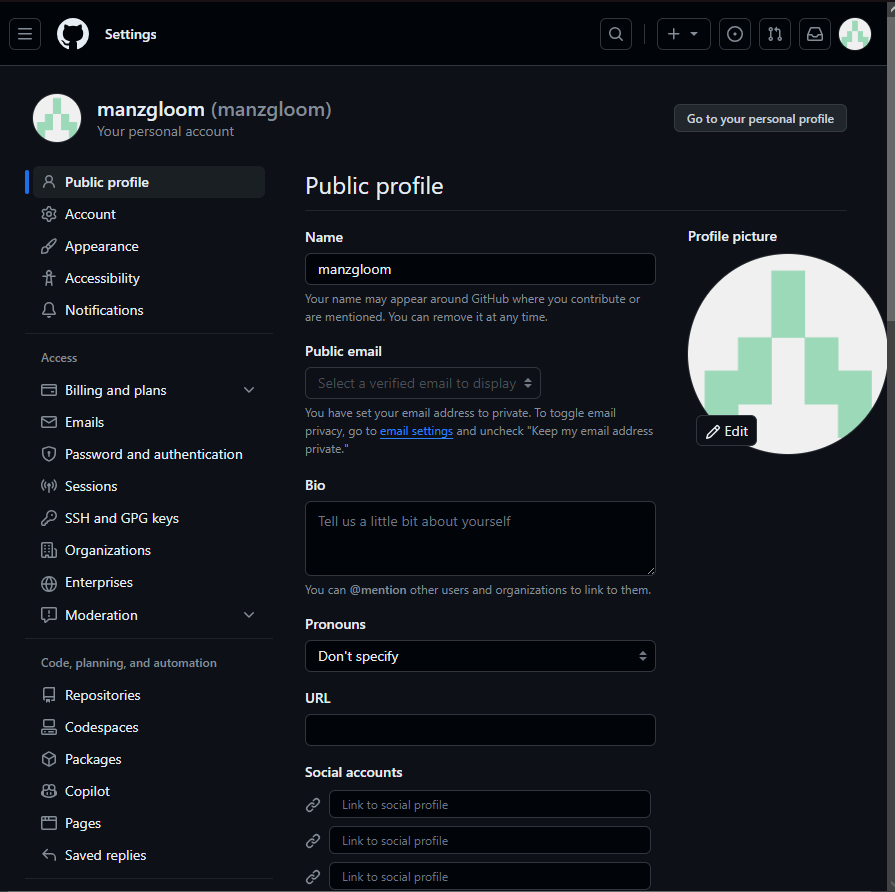 Settings
manzgloom (manzgloom)
Your personal account
Go to your personal profile
Public profile
Account
Appearance
Accessibility
Notifications
Access
Billing and plans
Emails
Password and authentication
Sessions
SSH and GPG keys
Organizations
Enterprises
Moderation
Code, planning, and automation
Repositories
Codespaces
Packages
Copilot
Pages
Saved replies
Public profile
Name
manzgloom
Your name may appear around GitHub where you contribute or
are mentioned. You can remove it at any time.
Public email
Select a verified email to display
You have set your email address to private. To toggle email
privacy, go to email settings and uncheck "Keep my email address
private."
Bio
Tell us a little bit about yourself
You can @mention other users and organizations to link to them.
Pronouns
Don't specify
URL
Social accounts
Link to social profile
Link to social profile
Link to social profile
Profile picture
Edit